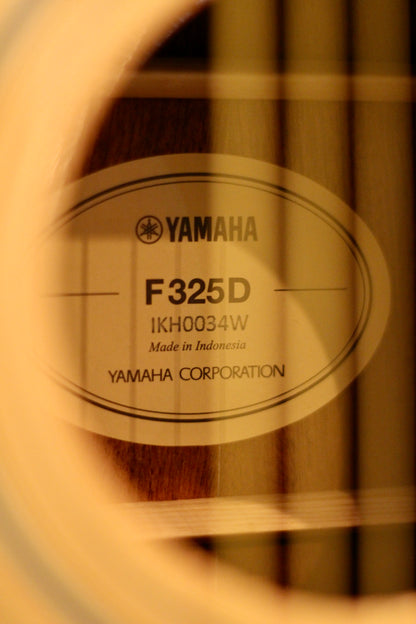 YAMAHA
F325D
IKH0034W
Made in Indonesia
YAMAHA CORPORATION